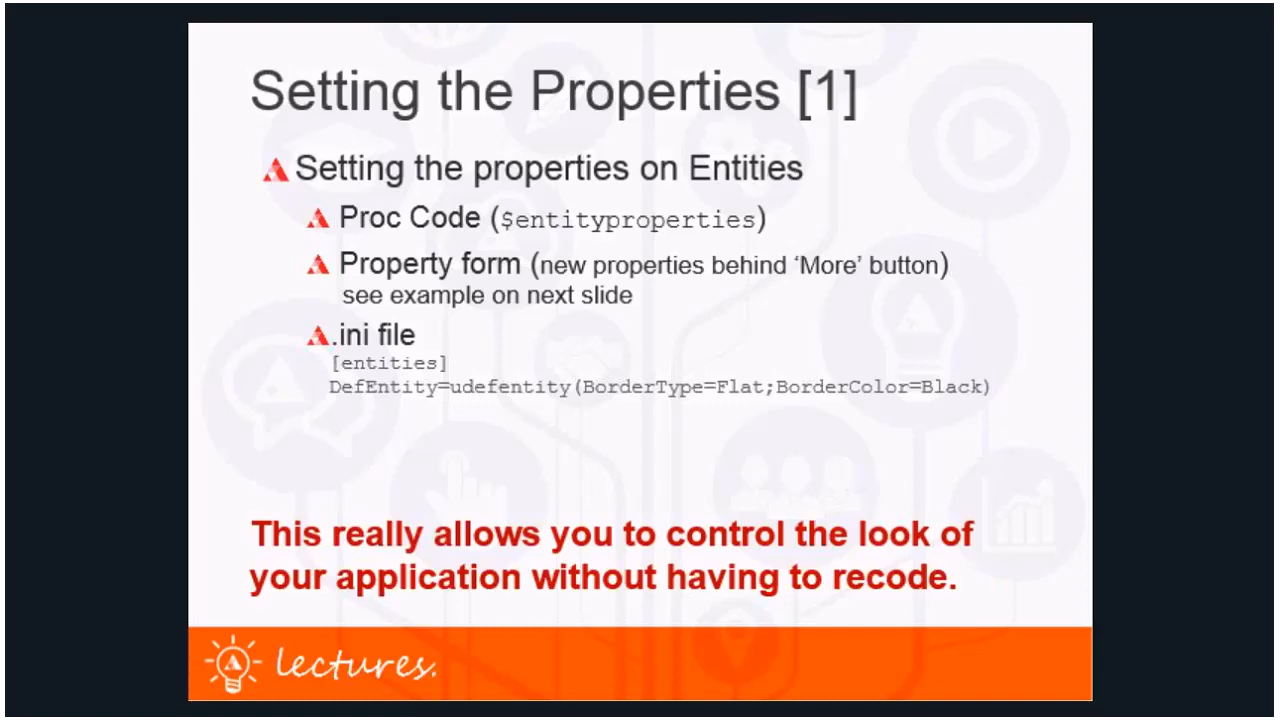 Setting the Properties [1]
Setting the properties on Entities
Proc Code ($entityproperties)
Property form (new properties behind ‘More’ button)
see example on next slide
.ini file
[entities]
DefEntity=udefentity(BorderType=Flat;BorderColor=Black)
This really allows you to control the look of
your application without having to recode.
lectures.